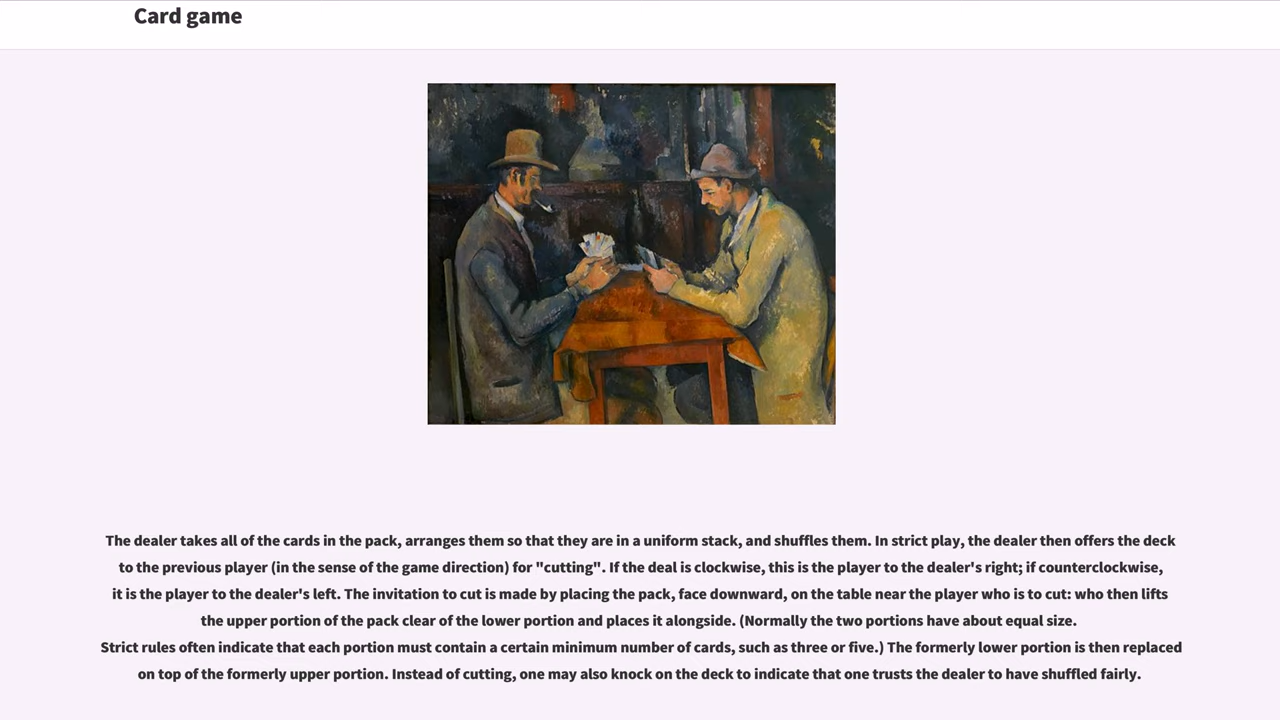 Card game
The dealer takes all of the cards in the pack, arranges them so that they are in a uniform stack, and shuffles them. In strict play, the dealer then offers the deck
to the previous player (in the sense of the game direction) for "cutting". If the deal is clockwise, this is the player to the dealer's right; if counterclockwise,
it is the player to the dealer's left. The invitation to cut is made by placing the pack, face downward, on the table near the player who is to cut: who then lifts
the upper portion of the pack clear of the lower portion and places it alongside. (Normally the two portions have about equal size.
Strict rules often indicate that each portion must contain a certain minimum number of cards, such as three or five.) The formerly lower portion is then replaced
on top of the formerly upper portion. Instead of cutting, one may also knock on the deck to indicate that one trusts the dealer to have shuffled fairly.